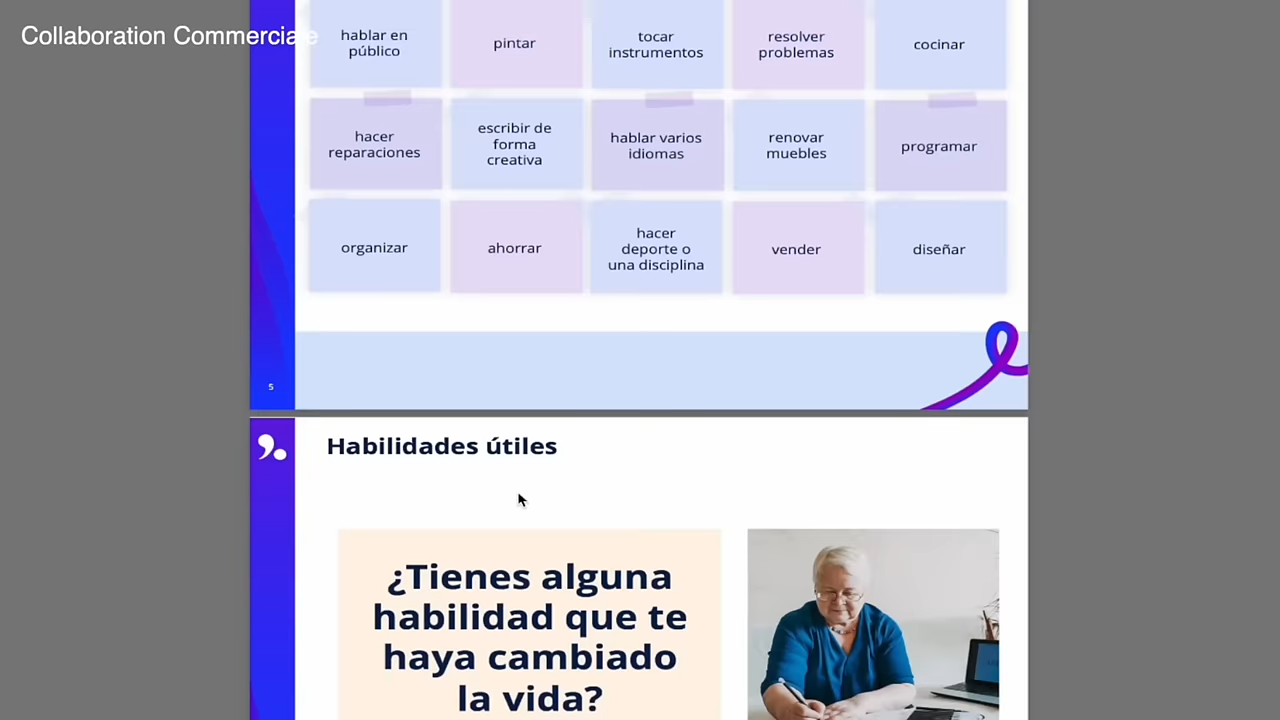 Collaboration Commerciale
hablar en
público
pintar
tocar
instrumentos
resolver
problemas
cocinar
hacer
reparaciones
escribir de
forma
creativa
hablar varios
idiomas
renovar
muebles
programar
organizar
ahorrar
hacer
deporte o
una disciplina
vender
diseñar
5
Habilidades útiles
¿Tienes alguna
habilidad que te
haya cambiado
la vida?